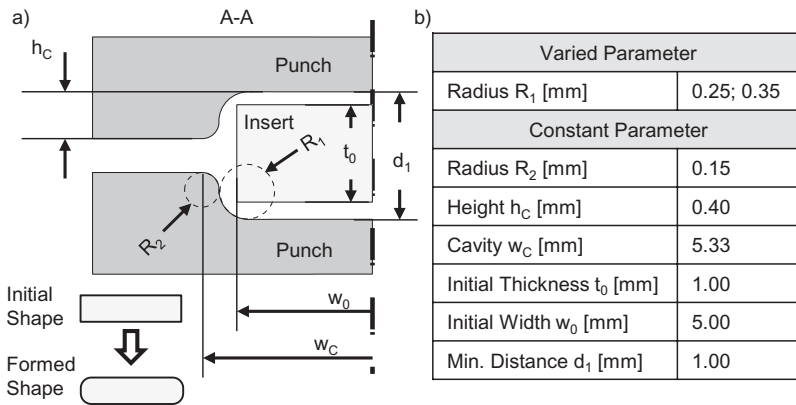 a)
A-A
h_C
Punch
Insert
R_1
t_0
d_1
R_2
Punch
Initial
Shape
w_0
w_C
Formed
Shape
b)
Varied Parameter
Radius R_1 [mm] 0.25; 0.35
Constant Parameter
Radius R_2 [mm] 0.15
Height h_C [mm] 0.40
Cavity w_C [mm] 5.33
Initial Thickness t_0 [mm] 1.00
Initial Width w_0 [mm] 5.00
Min. Distance d_1 [mm] 1.00